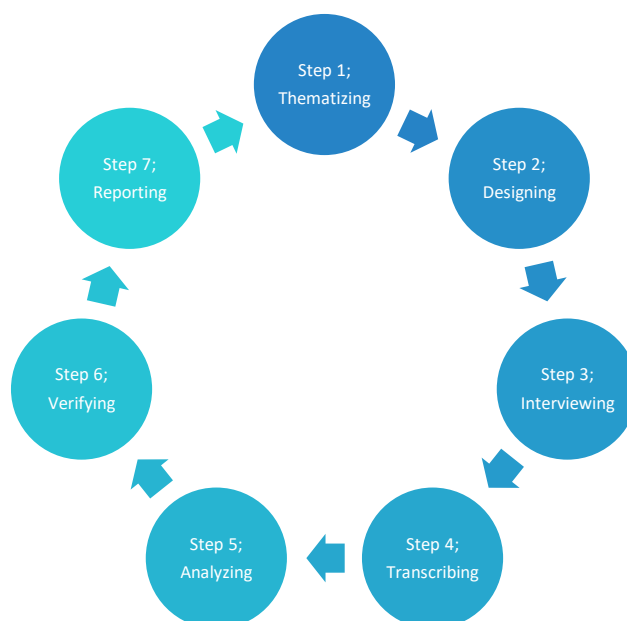 Step 1;
Thematizing
Step 2;
Designing
Step 3;
Interviewing
Step 4;
Transcribing
Step 5;
Analyzing
Step 6;
Verifying
Step 7;
Reporting